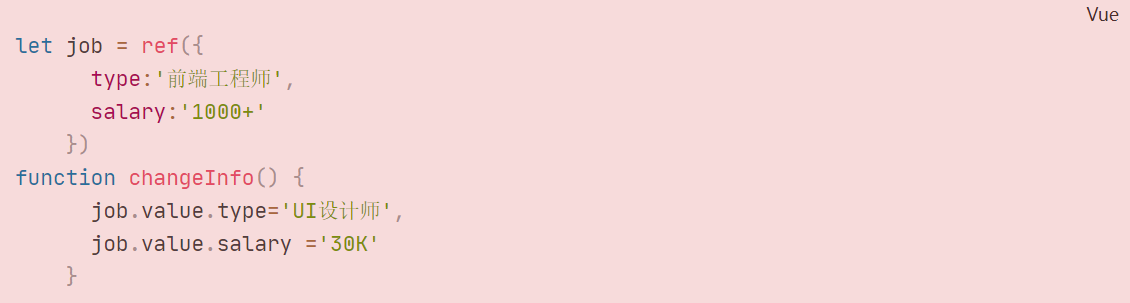 Vue
let job = ref({
      type:'前端工程师',
      salary:'1000+'
    })
function changeInfo() {
      job.value.type='UI设计师',
      job.value.salary ='30K'
    }